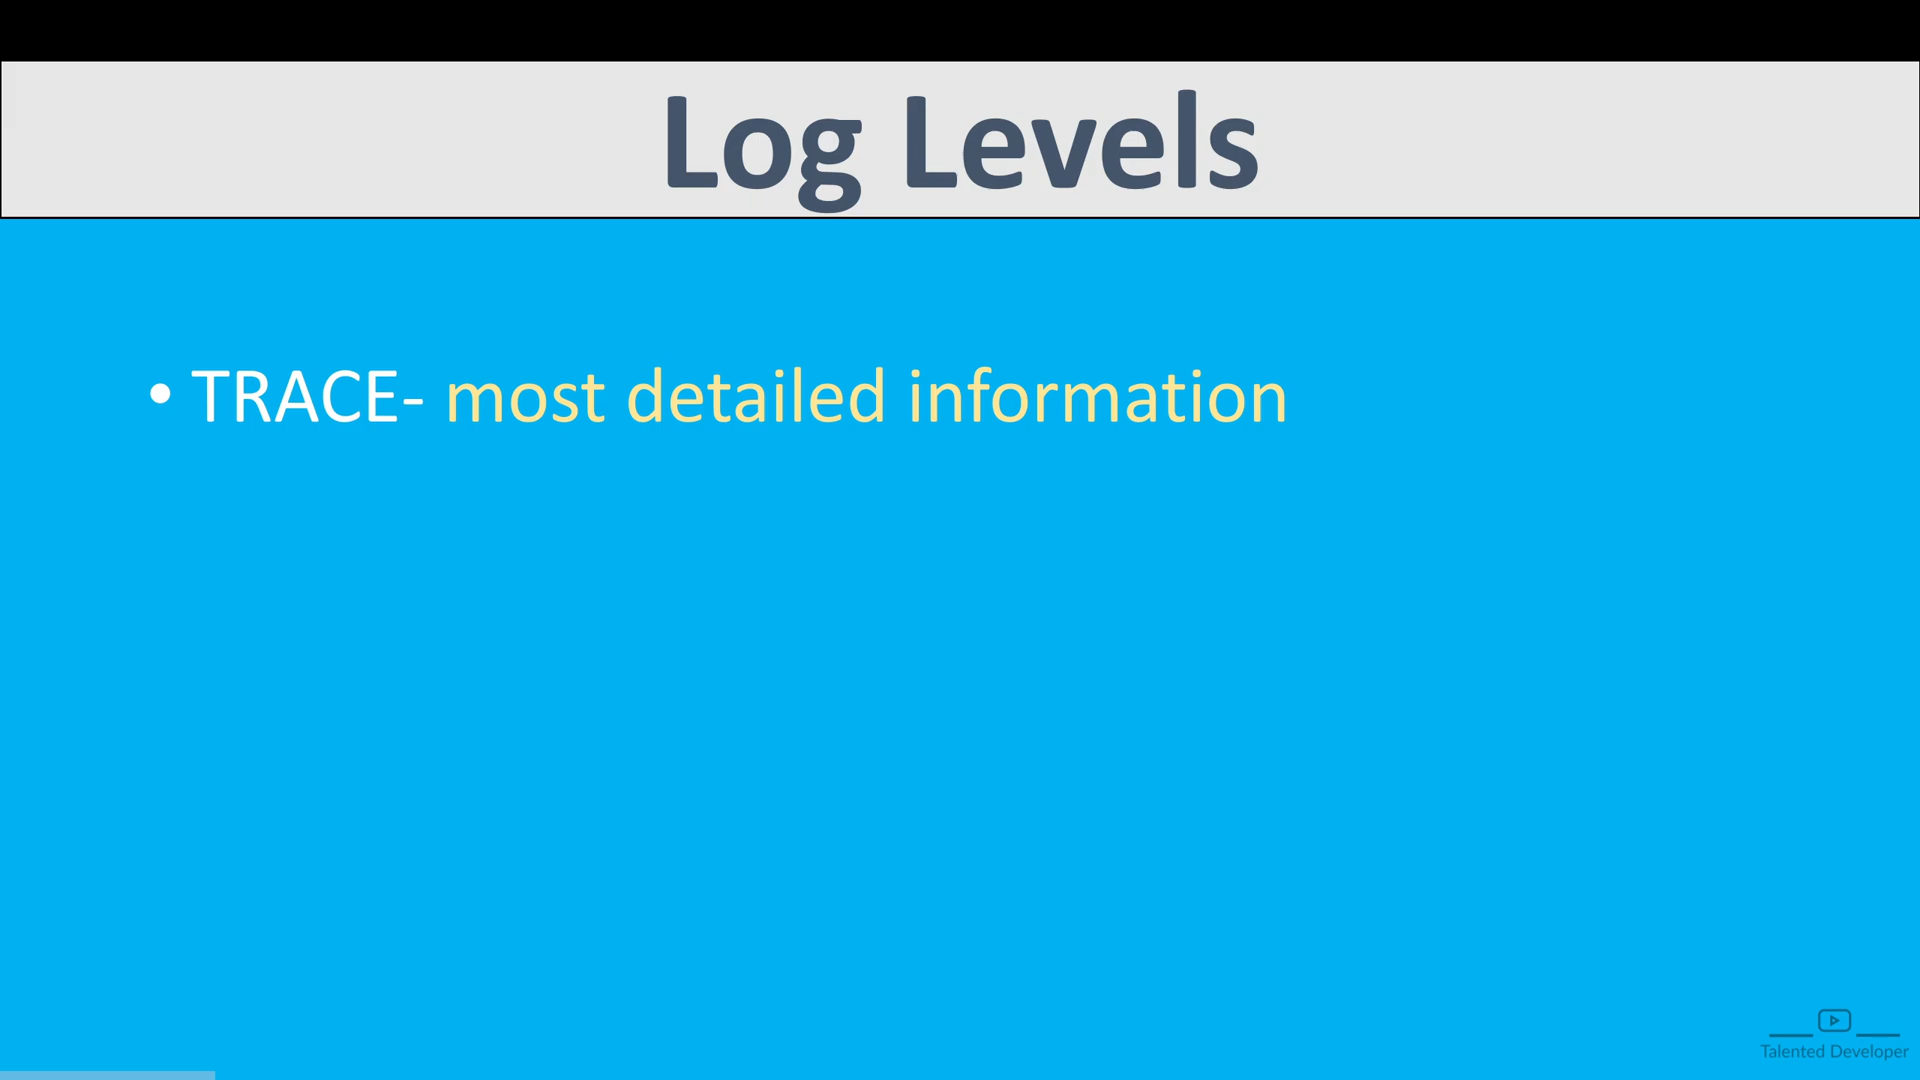 Log Levels
• TRACE- most detailed information
Talented Developer